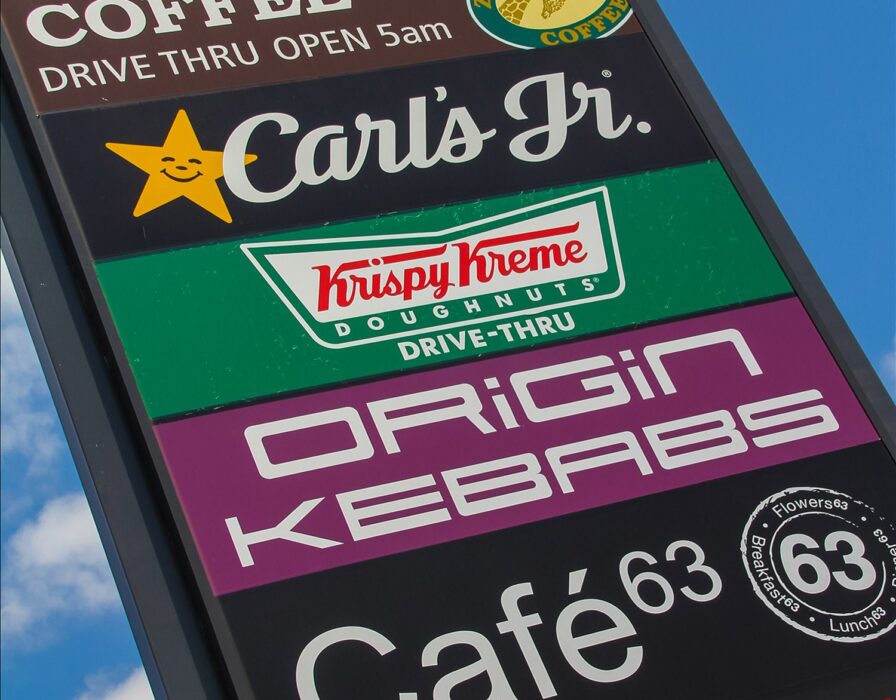 COFFEE
COFFEE
DRIVE THRU OPEN 5am
Carl's Jr.®
Krispy Kreme
DOUGHNUTS®
DRIVE-THRU
ORiGiN
KEBABS
Café63
Flowers63
63
Breakfast63
Lunch63